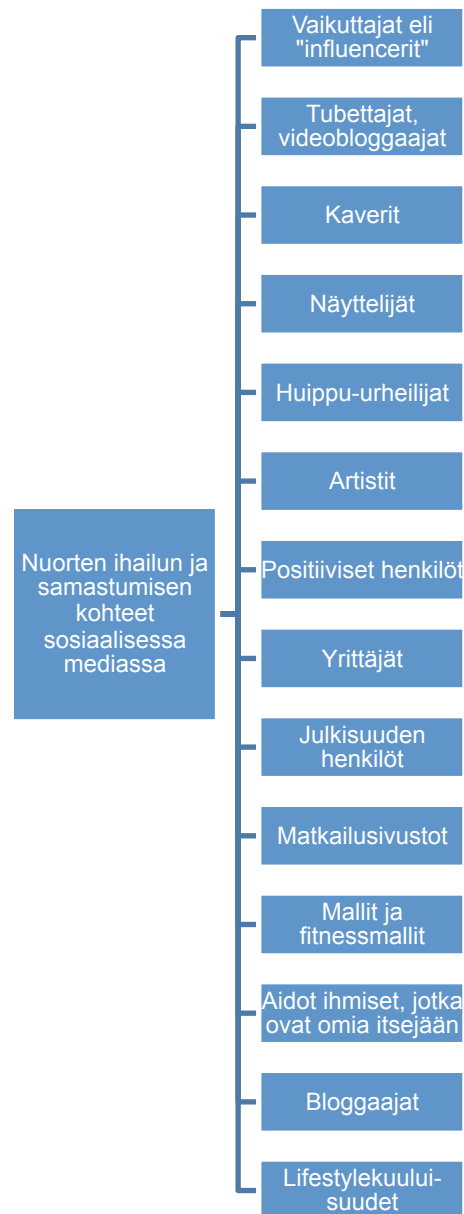 Vaikuttajat eli
"influencerit"
Tubettajat,
videobloggaajat
Kaverit
Näyttelijät
Huippu-urheilijat
Artistit
Nuorten ihailun ja
samastumisen
kohteet
sosiaalisessa
mediassa
Positiiviset henkilöt
Yrittäjät
Julkisuuden
henkilöt
Matkailusivustot
Mallit ja
fitnessmallit
Aidot ihmiset, jotka
ovat omia itsejään
Bloggaajat
Lifestylekuului-
suudet